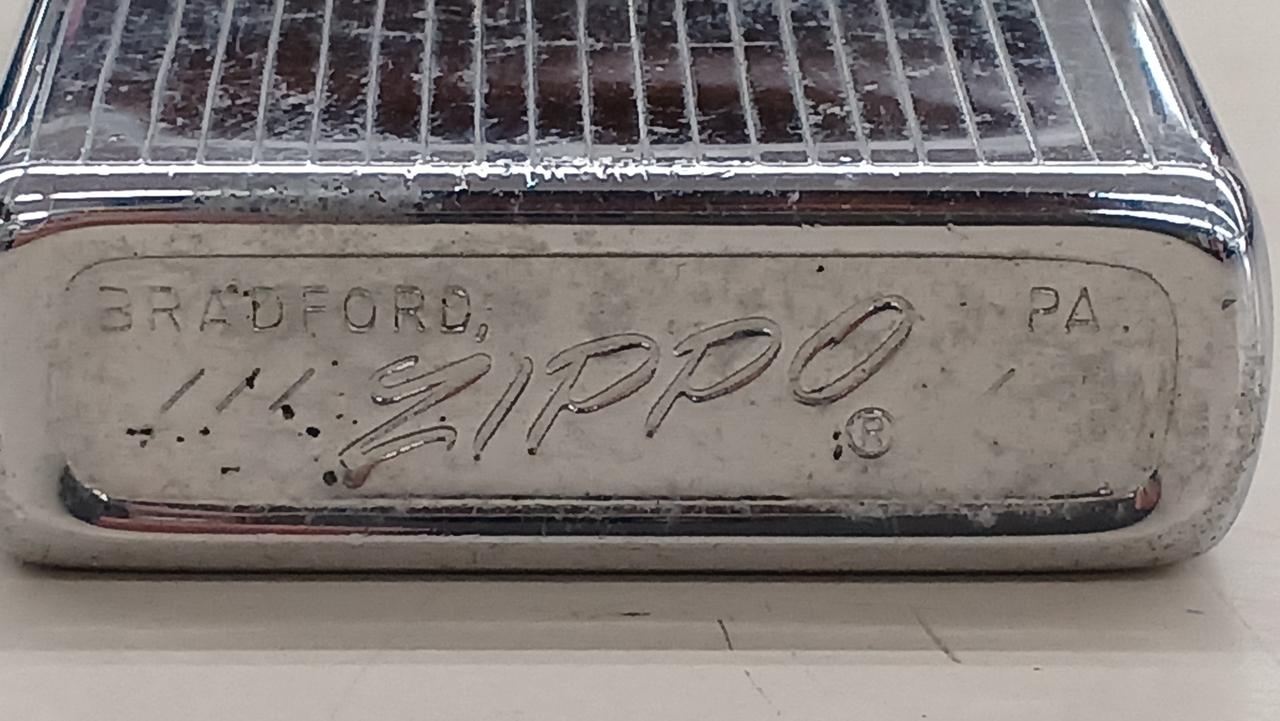 BRADFORD, PA.
/// ZIPPO /
®